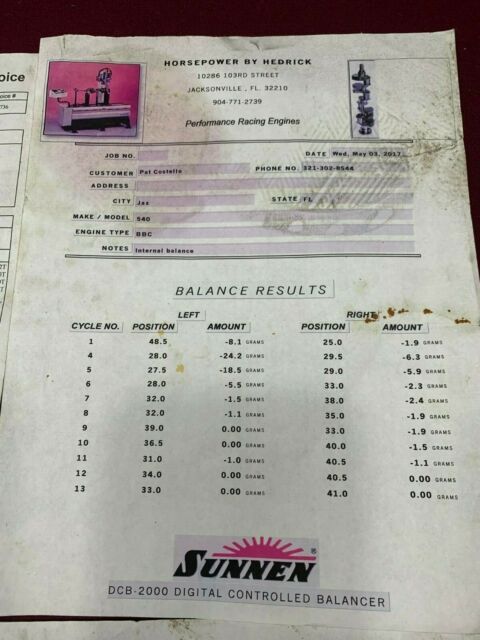 oice
oice #
736
HORSEPOWER BY HEDRICK
10286 103RD STREET
JACKSONVILLE , FL. 32210
904-771-2739
Performance Racing Engines
JOB NO. DATE Wed, May 03, 2017
CUSTOMER Pat Costello PHONE NO. 321-302-8544
ADDRESS
CITY Jax STATE FL
MAKE / MODEL 540
ENGINE TYPE BBC
NOTES Internal balance
BALANCE RESULTS
LEFT RIGHT
CYCLE NO. POSITION AMOUNT POSITION AMOUNT
1 48.5 -8.1 GRAMS 25.0 -1.9 GRAMS
4 28.0 -24.2 GRAMS 29.5 -6.3 GRAMS
5 27.5 -18.5 GRAMS 29.0 -5.9 GRAMS
6 28.0 -5.5 GRAMS 33.0 -2.3 GRAMS
7 32.0 -1.5 GRAMS 38.0 -2.4 GRAMS
8 32.0 -1.1 GRAMS 35.0 -1.9 GRAMS
9 39.0 0.00 GRAMS 33.0 -1.9 GRAMS
10 36.5 0.00 GRAMS 40.0 -1.5 GRAMS
11 31.0 -1.0 GRAMS 40.5 -1.1 GRAMS
12 34.0 0.00 GRAMS 40.5 0.00 GRAMS
13 33.0 0.00 GRAMS 41.0 0.00 GRAMS
SUNNEN®
DCB-2000 DIGITAL CONTROLLED BALANCER